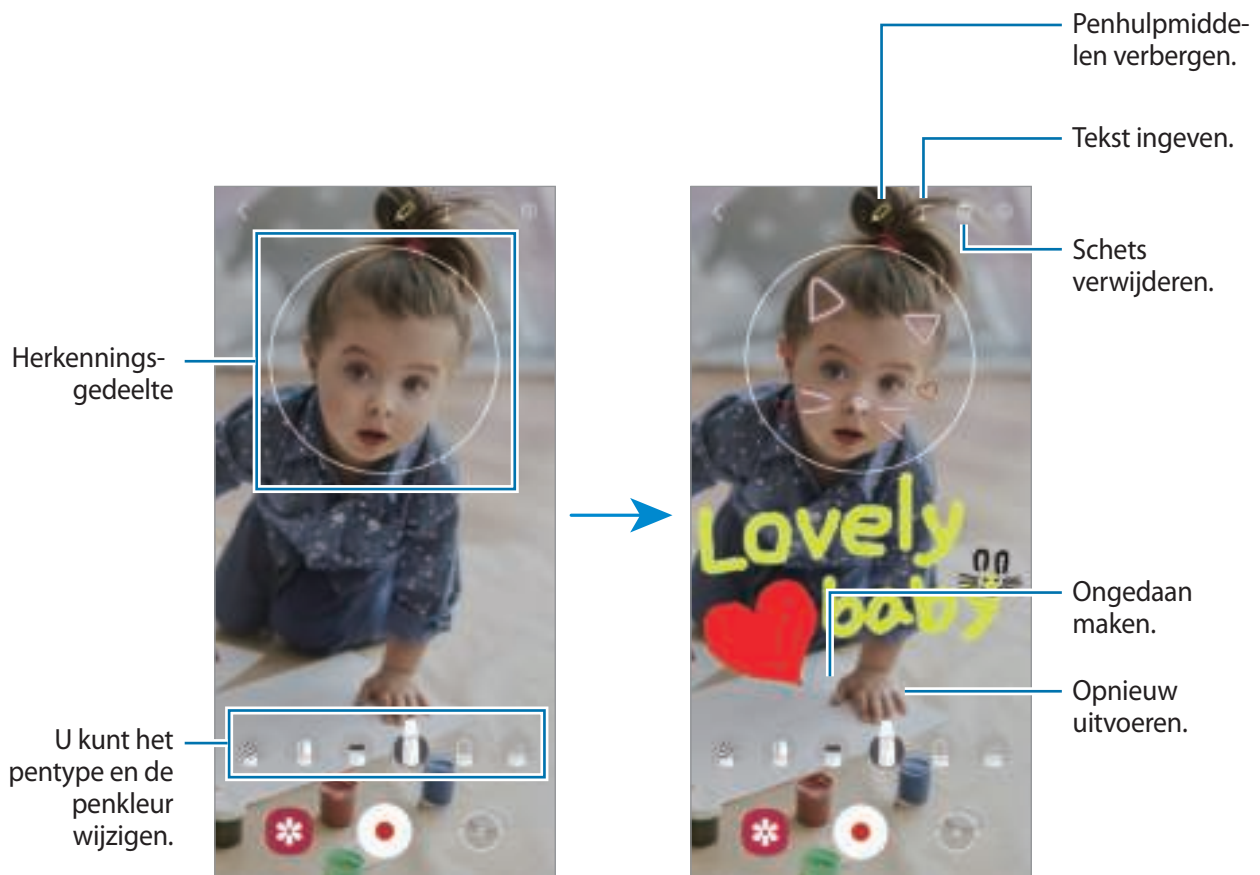 Penhulpmidde-
len verbergen.
Tekst ingeven.
Schets
verwijderen.
Herkennings-
gedeelte
Lovely
baby
Ongedaan
maken.
Opnieuw
uitvoeren.
U kunt het
pentype en de
penkleur
wijzigen.